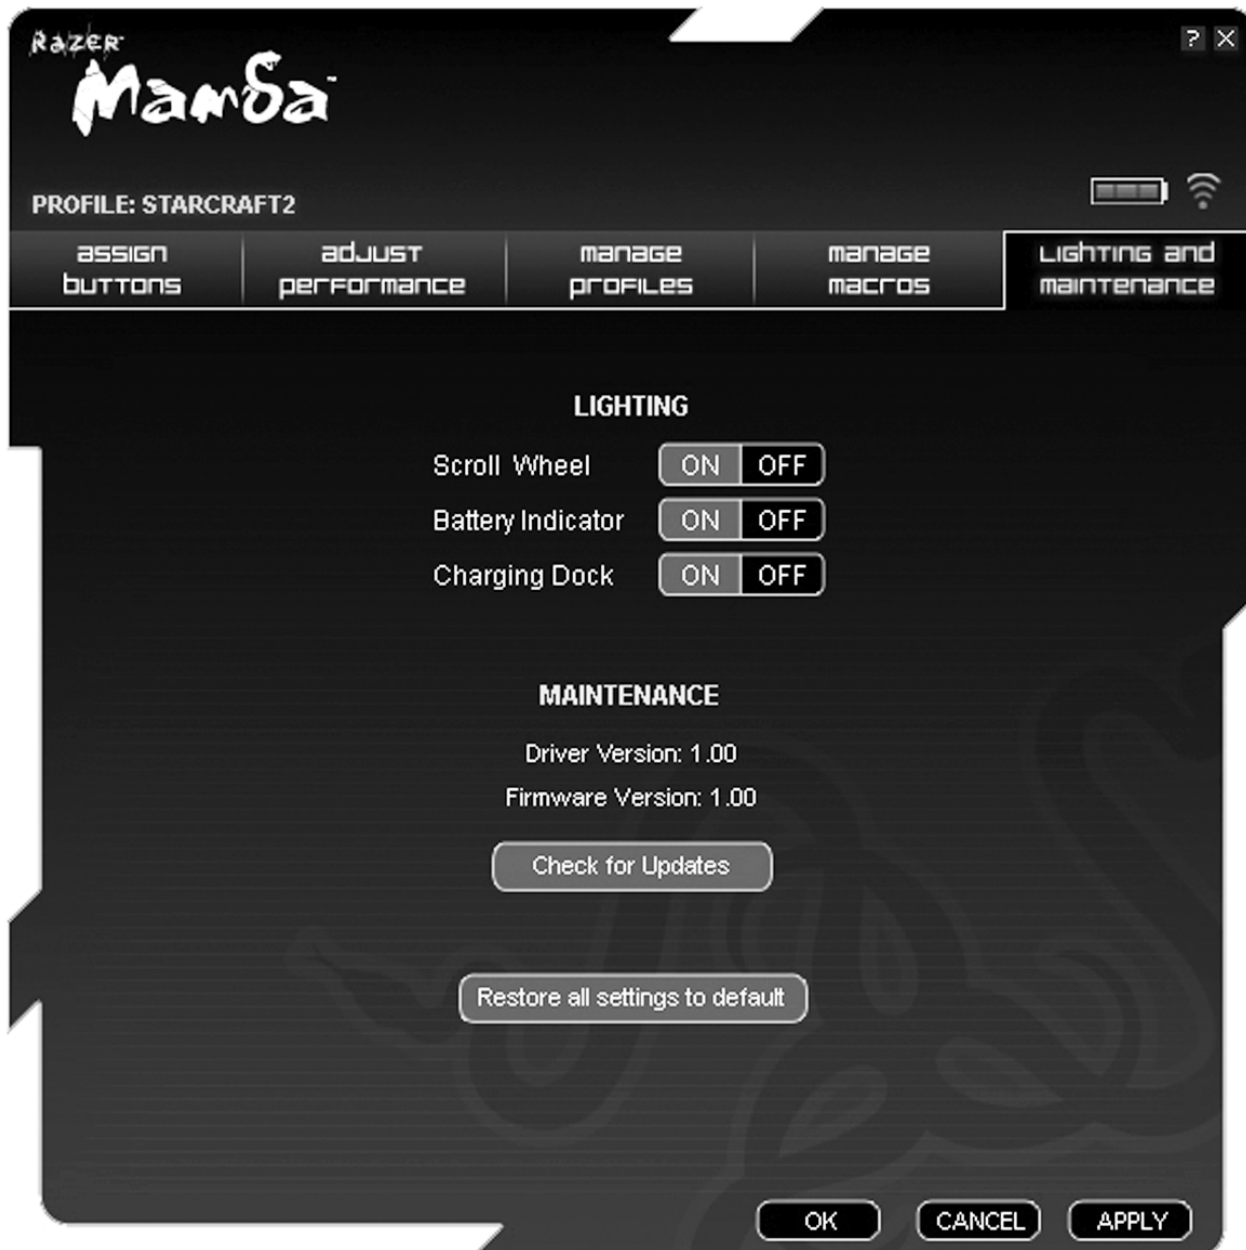 RAZER
Mamba™
? X
PROFILE: STARCRAFT2
assign buttons
adjust performance
manage profiles
manage macros
Lighting and maintenance
LIGHTING
Scroll Wheel ON OFF
Battery Indicator ON OFF
Charging Dock ON OFF
MAINTENANCE
Driver Version: 1.00
Firmware Version: 1.00
Check for Updates
Restore all settings to default
OK CANCEL APPLY